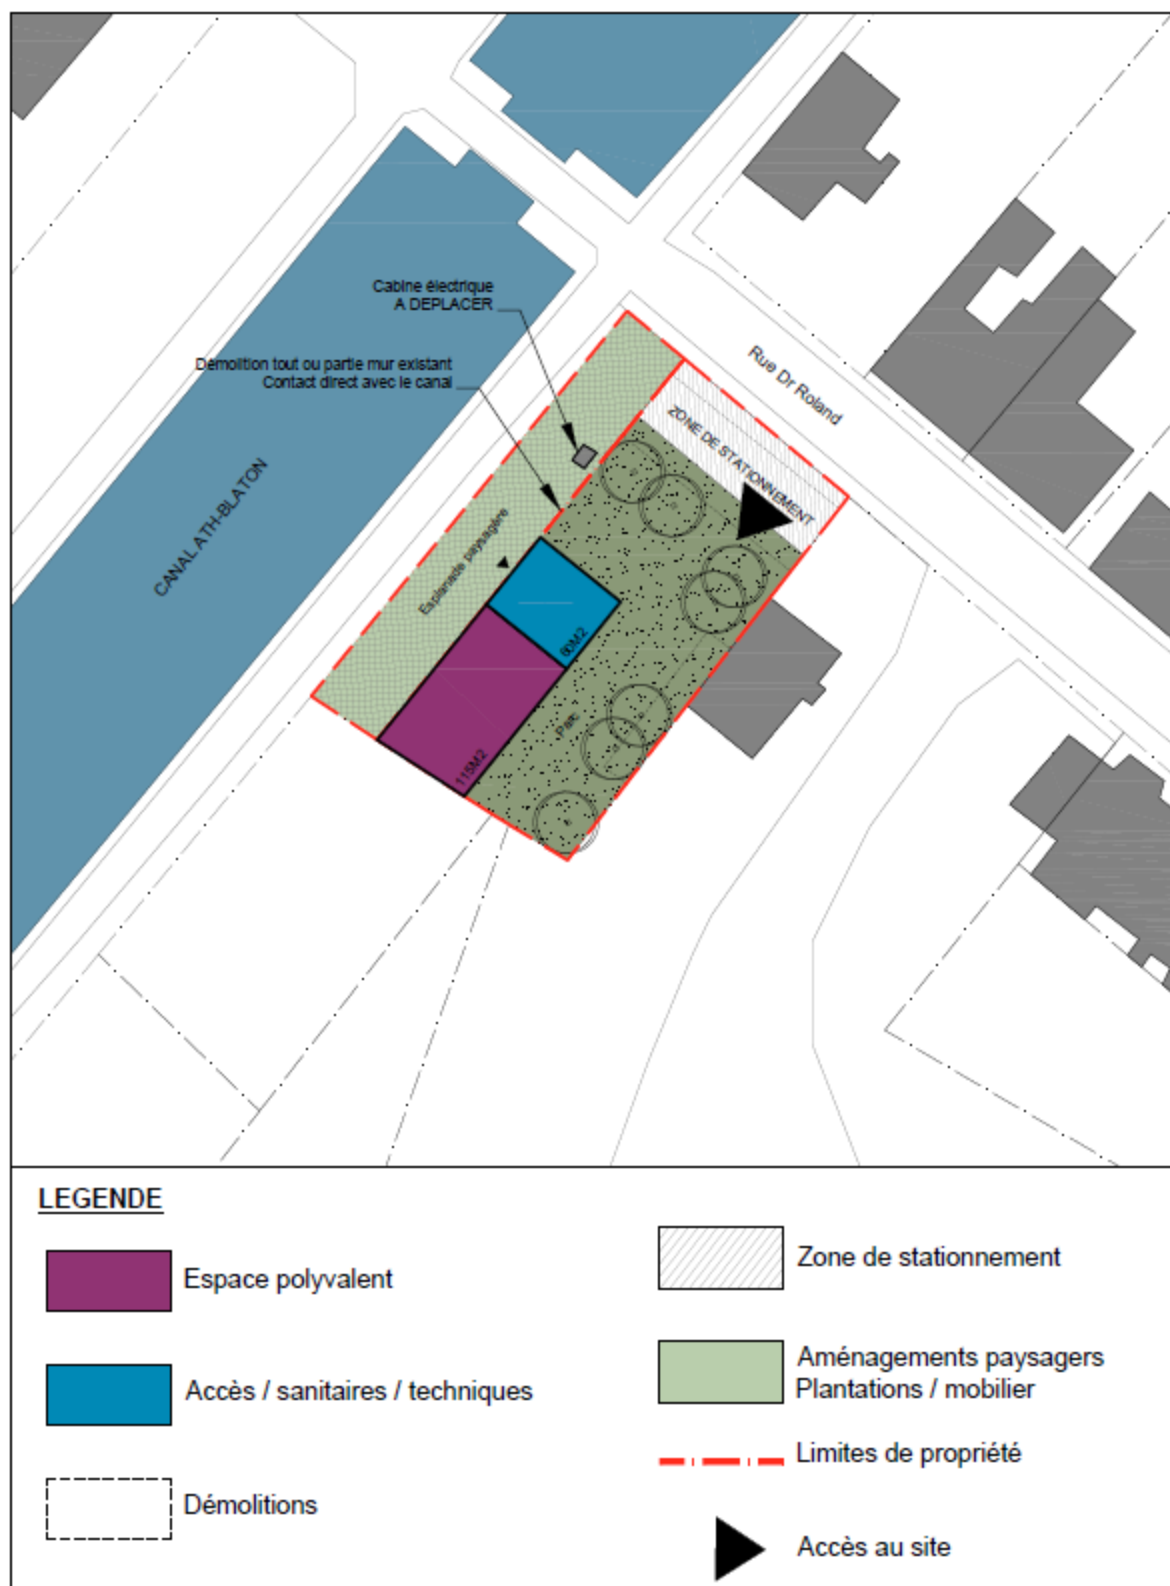 Cabine électrique
A DEPLACER
Démolition tout ou partie mur existant
Contact direct avec le canal
Rue Dr Roland
ZONE DE STATIONNEMENT
CANAL ATH-BLATON
Esplanade paysagère
60M2
Parc
115M2
LEGENDE
Espace polyvalent
Accès / sanitaires / techniques
Démolitions
Zone de stationnement
Aménagements paysagers
Plantations / mobilier
Limites de propriété
Accès au site